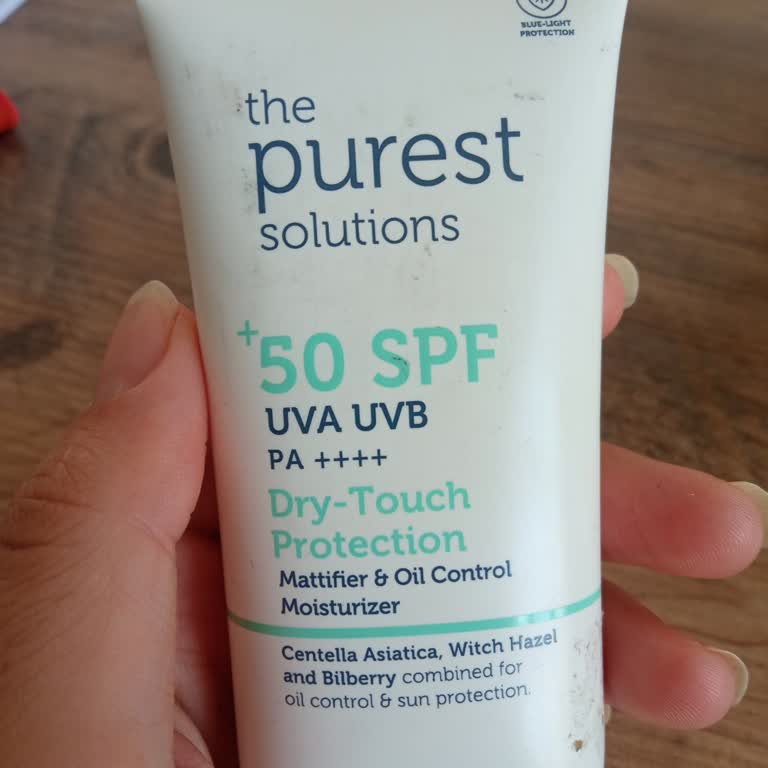 BLUE-LIGHT
PROTECTION
the
purest
solutions
+50 SPF
UVA UVB
PA ++++
Dry-Touch
Protection
Mattifier & Oil Control
Moisturizer
Centella Asiatica, Witch Hazel
and Bilberry combined for
oil control & sun protection.